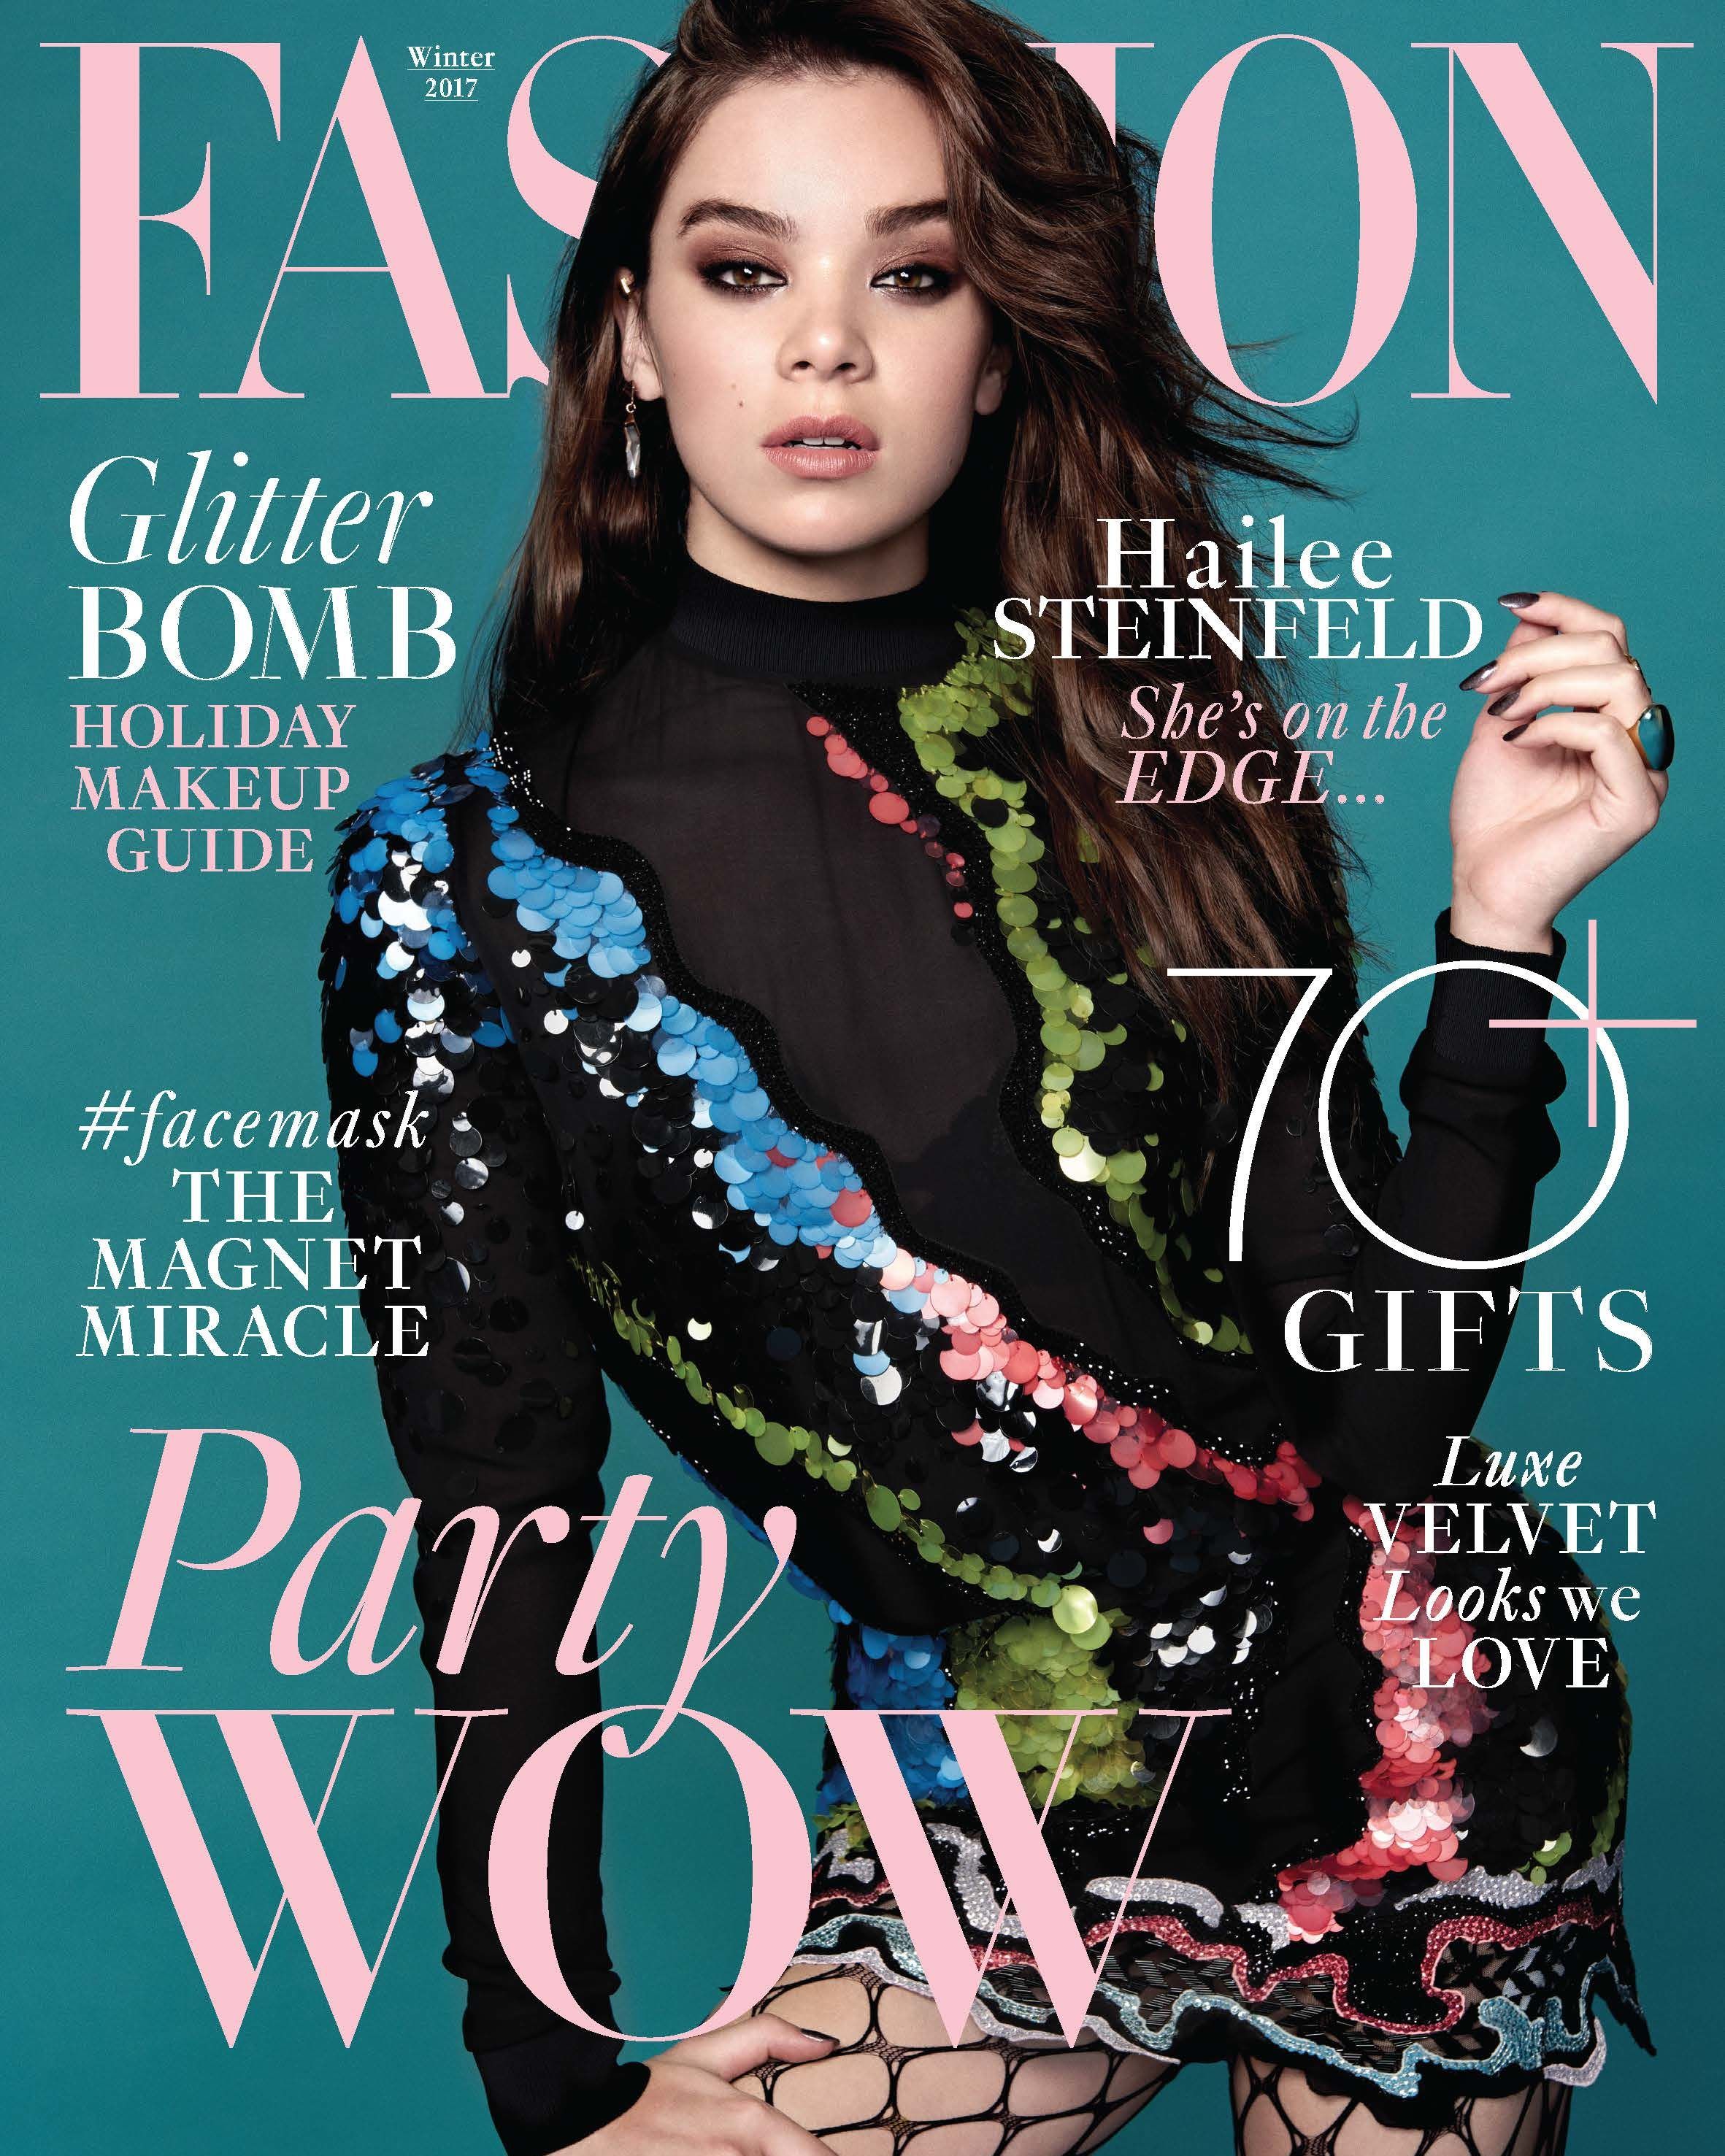 FASHION
Winter
2017
Glitter
BOMB
HOLIDAY
MAKEUP
GUIDE
Hailee
STEINFELD
She's on the
EDGE...
70+
GIFTS
#facemask
THE
MAGNET
MIRACLE
Luxe
VELVET
Looks we
LOVE
Party
WOW